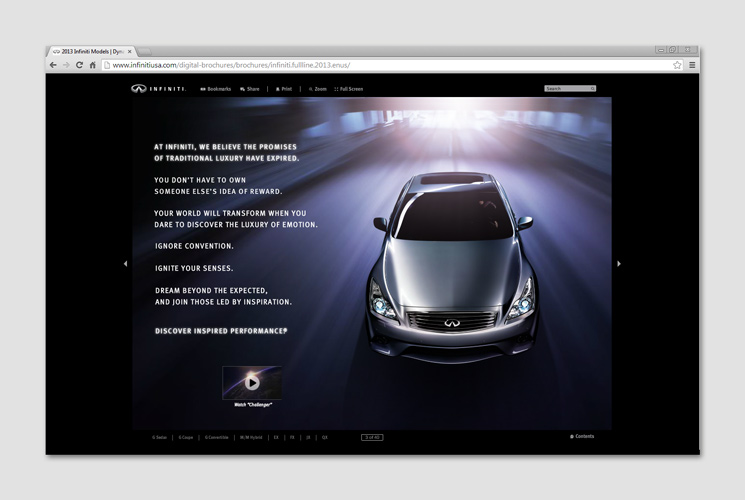 2013 Infiniti Models | Dyna
www.infinitiusa.com/digital-brochures/brochures/infiniti.fullline.2013.enus/
INFINITI.
Bookmarks
Share
Print
Zoom
Full Screen
Search
AT INFINITI, WE BELIEVE THE PROMISES
OF TRADITIONAL LUXURY HAVE EXPIRED.
YOU DON'T HAVE TO OWN
SOMEONE ELSE'S IDEA OF REWARD.
YOUR WORLD WILL TRANSFORM WHEN YOU
DARE TO DISCOVER THE LUXURY OF EMOTION.
IGNORE CONVENTION.
IGNITE YOUR SENSES.
DREAM BEYOND THE EXPECTED,
AND JOIN THOSE LED BY INSPIRATION.
DISCOVER INSPIRED PERFORMANCE®
Watch "Challenger"
G Sedan | G Coupe | G Convertible | M/M Hybrid | EX | FX | JX | QX
Contents